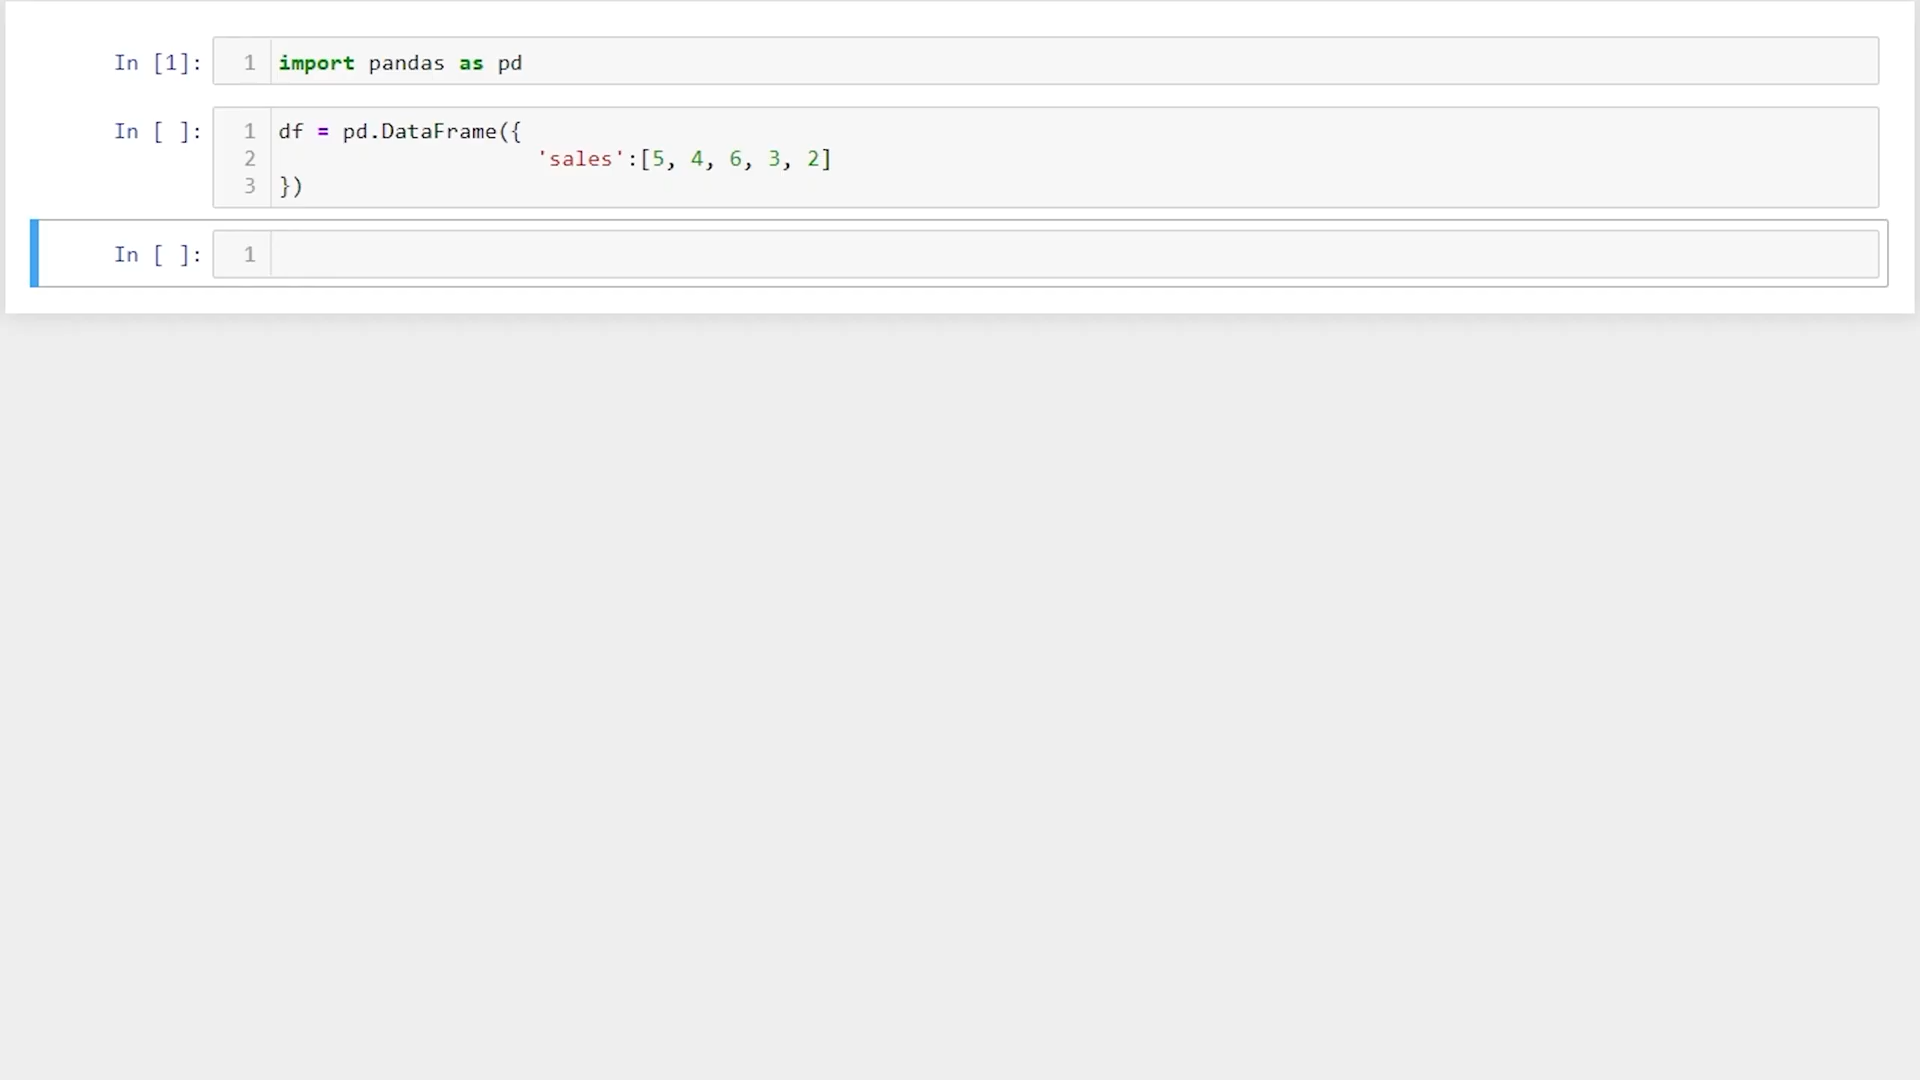 In [1]: 1 import pandas as pd
In [ ]: 1 df = pd.DataFrame({
2 'sales':[5, 4, 6, 3, 2]
3 })
In [ ]: 1